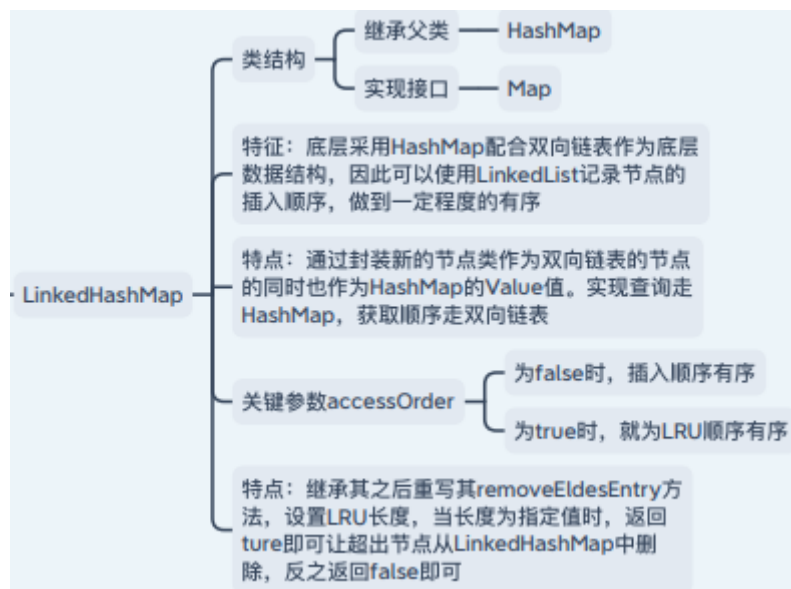 类结构
继承父类
HashMap
实现接口
Map
特征：底层采用HashMap配合双向链表作为底层
数据结构，因此可以使用LinkedList记录节点的
插入顺序，做到一定程度的有序
特点：通过封装新的节点类作为双向链表的节点
的同时也作为HashMap的Value值。实现查询走
HashMap，获取顺序走双向链表
LinkedHashMap
关键参数accessOrder
为false时，插入顺序有序
为true时，就为LRU顺序有序
特点：继承其之后重写其removeEldesEntry方
法，设置LRU长度，当长度为指定值时，返回
ture即可让超出节点从LinkedHashMap中删
除，反之返回false即可